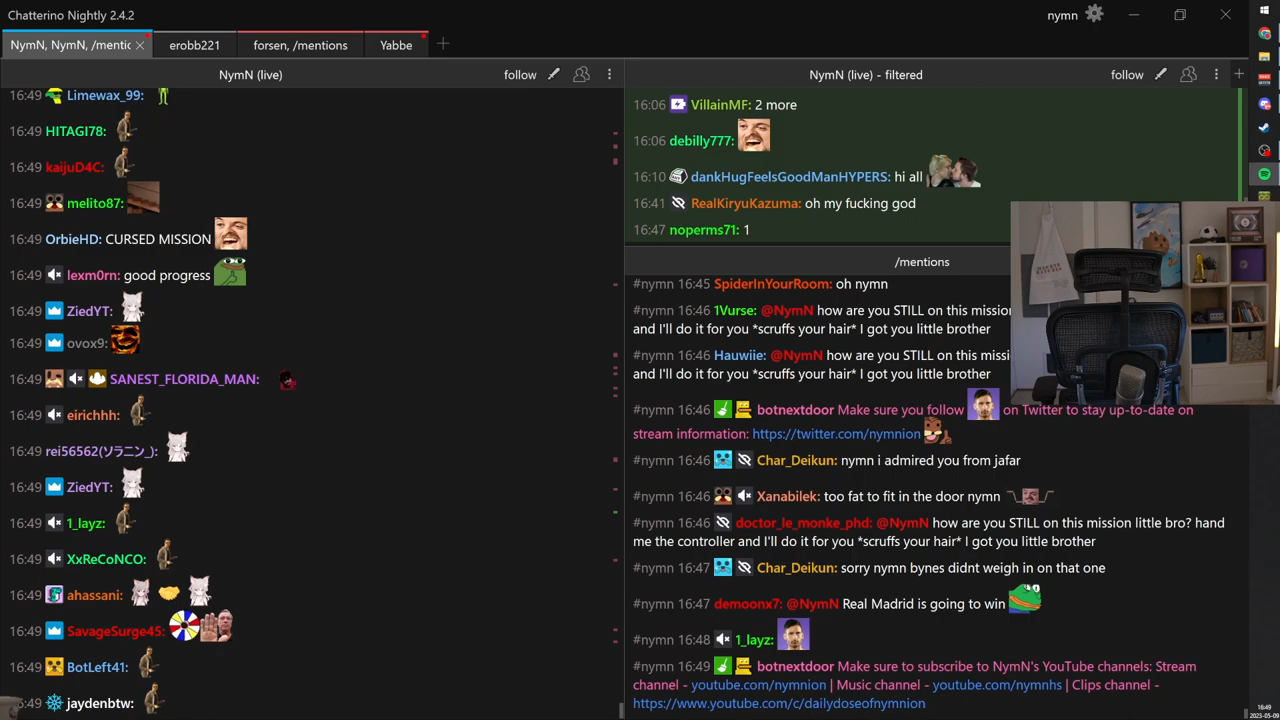 Chatterino Nightly 2.4.2
nymn
NymN, NymN, /mentic
erobb221
forsen, /mentions
Yabbe
NymN (live)
follow
16:49 Limewax_99:
16:49 HITAGI78:
16:49 kaijuD4C:
16:49 melito87:
16:49 OrbieHD: CURSED MISSION
16:49 lexm0rn: good progress
16:49 ZiedYT:
16:49 ovox9:
16:49 SANEST_FLORIDA_MAN:
16:49 eirichhh:
16:49 rei56562(ソラニン_):
16:49 ZiedYT:
16:49 1_layz:
16:49 XxReCoNCO:
16:49 ahassani:
16:49 SavageSurge45:
16:49 BotLeft41:
16:49 jaydenbtw:
NymN (live) - filtered
follow
16:06 VillainMF: 2 more
16:06 debilly777:
16:10 dankHugFeelsGoodManHYPERS: hi all
16:41 RealKiryuKazuma: oh my fucking god
16:47 noperms71: 1
/mentions
#nymn 16:45 SpiderInYourRoom: oh nymn
#nymn 16:46 1Vurse: @NymN how are you STILL on this mission
and I'll do it for you *scruffs your hair* I got you little brother
#nymn 16:46 Hauwiie: @NymN how are you STILL on this missi
and I'll do it for you *scruffs your hair* I got you little brother
#nymn 16:46 botnextdoor Make sure you follow on Twitter to stay up-to-date on
stream information: https://twitter.com/nymnion
#nymn 16:46 Char_Deikun: nymn i admired you from jafar
#nymn 16:46 Xanabilek: too fat to fit in the door nymn
#nymn 16:46 doctor_le_monke_phd: @NymN how are you STILL on this mission little bro? hand
me the controller and I'll do it for you *scruffs your hair* I got you little brother
#nymn 16:47 Char_Deikun: sorry nymn bynes didnt weigh in on that one
#nymn 16:47 demoonx7: @NymN Real Madrid is going to win
#nymn 16:48 1_layz:
#nymn 16:49 botnextdoor Make sure to subscribe to NymN's YouTube channels: Stream
channel - youtube.com/nymnion | Music channel - youtube.com/nymnhs | Clips channel -
https://www.youtube.com/c/dailydoseofnymnion
16:49
2023-05-09